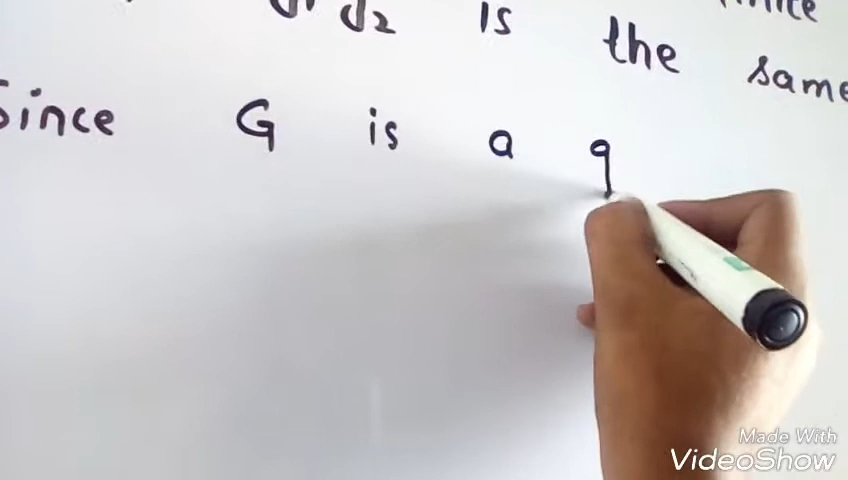 is the same
Since G is a q
Made With
VideoShow